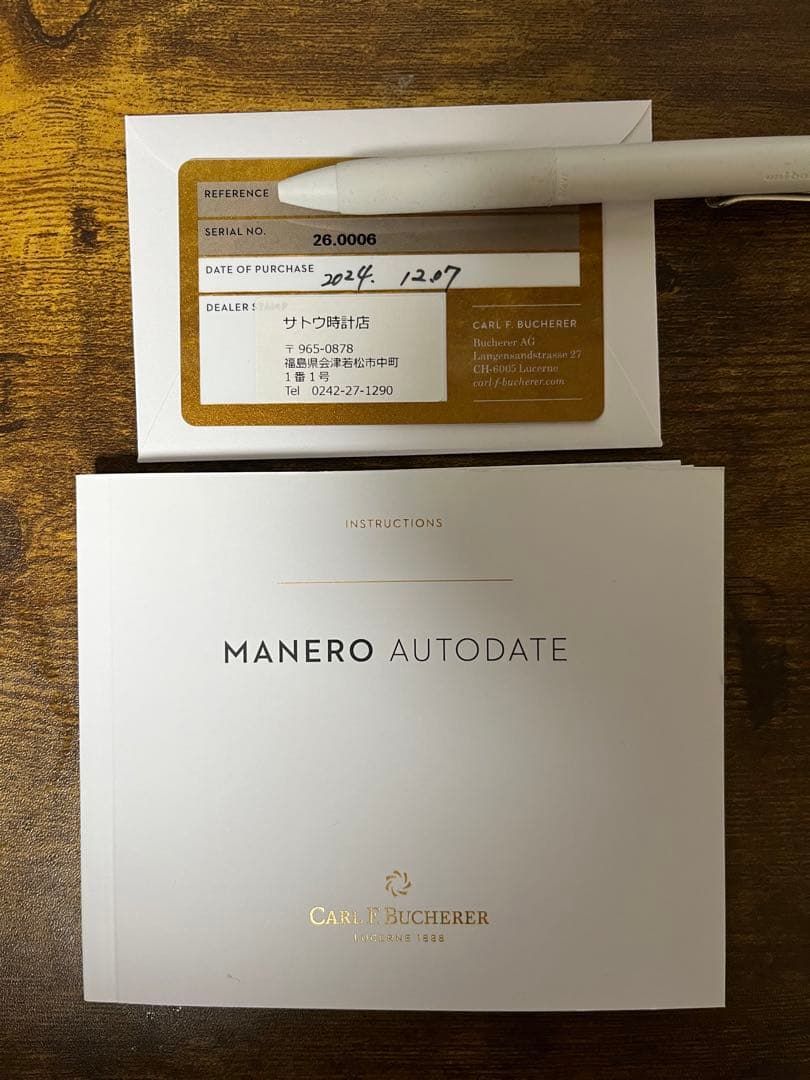 REFERENCE
SERIAL NO.
26.0006
DATE OF PURCHASE
2024. 12.07
DEALER
サトウ時計店
〒965-0878
福島県会津若松市中町
1番1号
Tel 0242-27-1290
CARL F. BUCHERER
Bucherer AG
Langensandstrasse 27
CH-6005 Lucerne
carl-f-bucherer.com
INSTRUCTIONS
MANERO AUTODATE
CARL F. BUCHERER
LUCERNE 1888